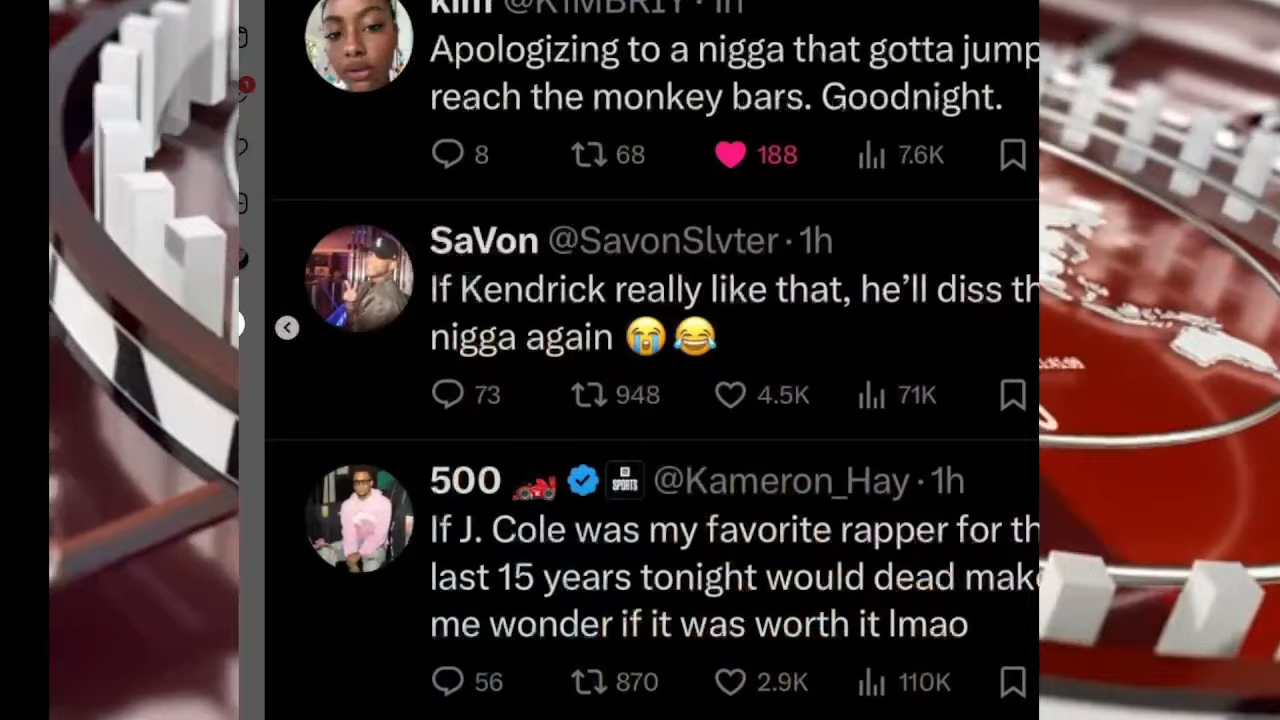 kim @K1MBR1Y · 1h
Apologizing to a nigga that gotta jump
reach the monkey bars. Goodnight.
8 68 188 7.6K
1
SaVon @SavonSlvter · 1h
If Kendrick really like that, he’ll diss th
nigga again 😭😂
73 948 4.5K 71K
500 🏎️ SPORTS @Kameron_Hay · 1h
If J. Cole was my favorite rapper for th
last 15 years tonight would dead make
me wonder if it was worth it lmao
56 870 2.9K 110K